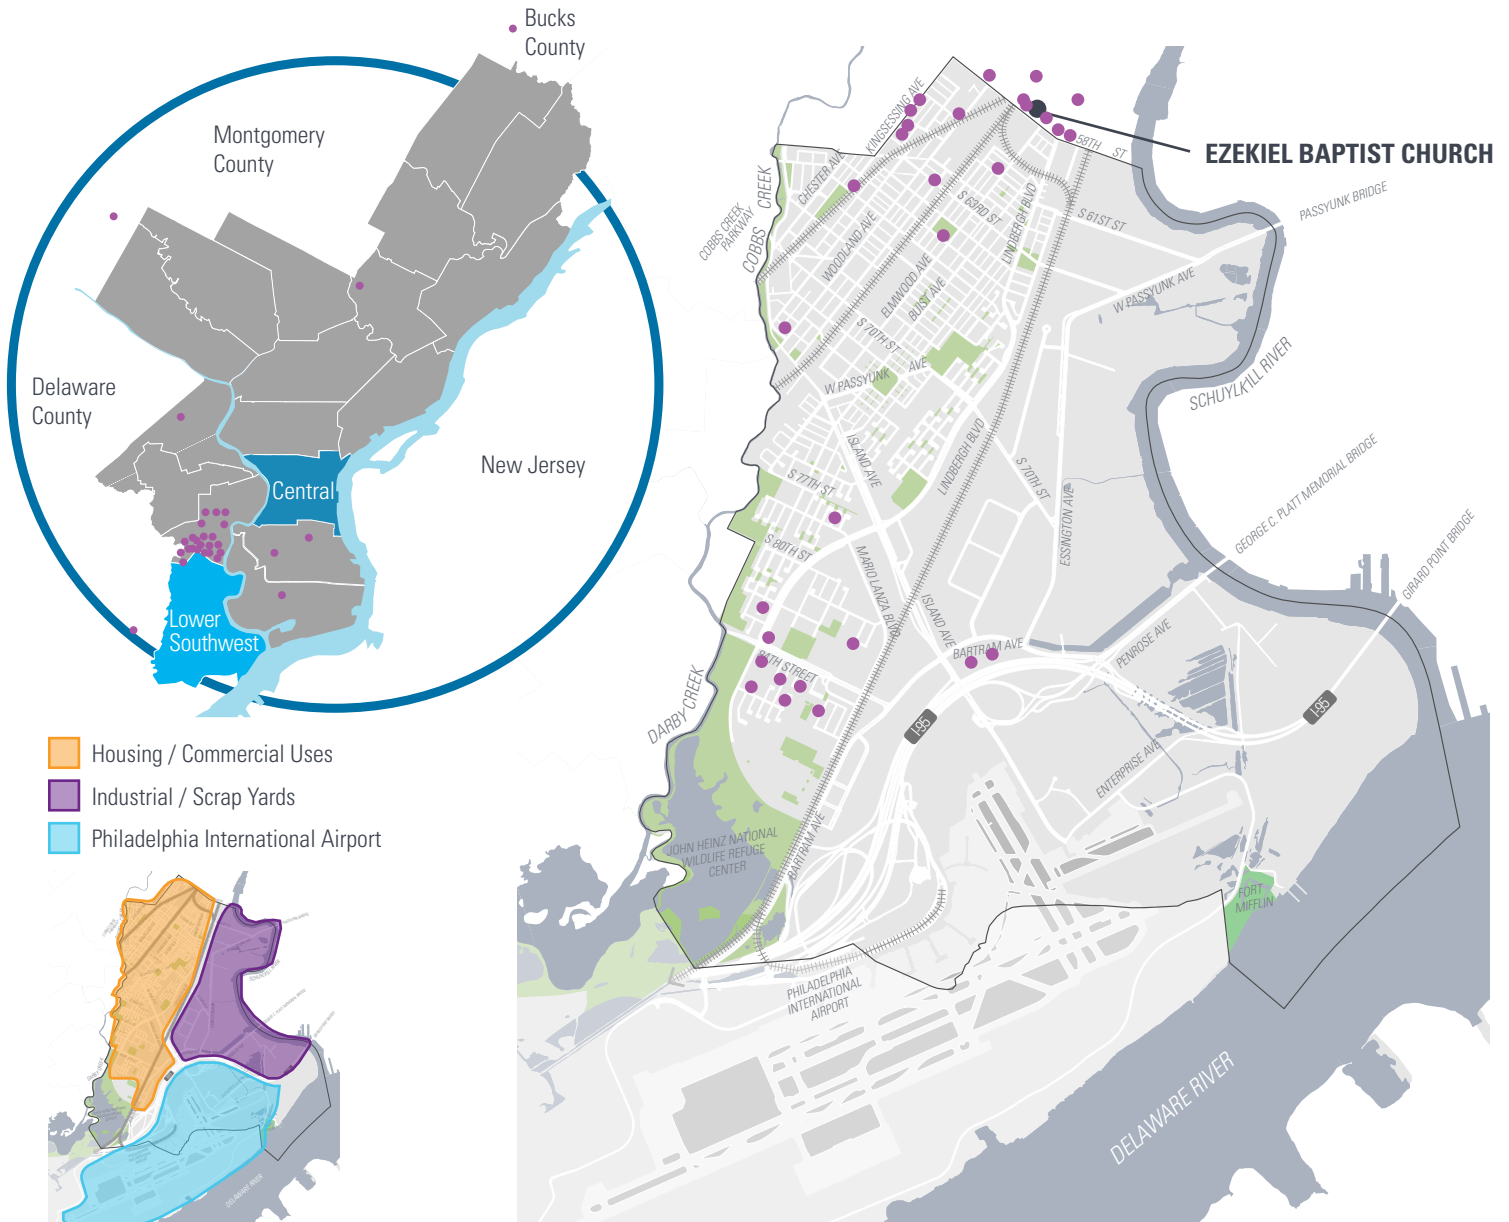 Bucks
County
Montgomery
County
Delaware
County
New Jersey
Central
Lower
Southwest
Housing / Commercial Uses
Industrial / Scrap Yards
Philadelphia International Airport
DELAWARE RIVER
EZEKIEL BAPTIST CHURCH
KINGSESSING AVE
58TH ST
CHESTER AVE
COBBS CREEK
PARKWAY
COBBS CREEK
WOODLAND AVE
S 63RD ST
LINDBERGH BLVD
S 61ST ST
PASSYUNK BRIDGE
ELMWOOD AVE
BUIST AVE
W PASSYUNK AVE
S 70TH ST
W PASSYUNK AVE
SCHUYLKILL RIVER
ISLAND AVE
LINDBERGH BLVD
S 70TH ST
S 77TH ST
ESSINGTON AVE
GEORGE C. PLATT MEMORIAL BRIDGE
GIRARD POINT BRIDGE
S 80TH ST
MARIO LANZA BLVD
ISLAND AVE
BARTRAM AVE
PENROSE AVE
84TH STREET
DARBY CREEK
I-95
I-95
ENTERPRISE AVE
JOHN HEINZ NATIONAL
WILDLIFE REFUGE
CENTER
BARTRAM AVE
FORT
MIFFLIN
PHILADELPHIA
INTERNATIONAL
AIRPORT
DELAWARE RIVER